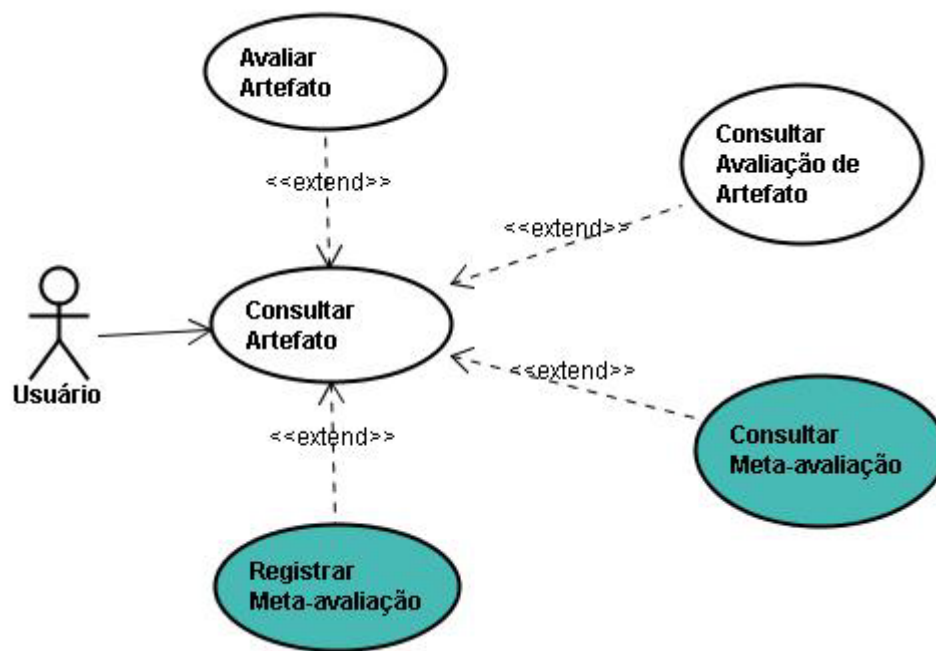 Avaliar
Artefato
Consultar
Avaliação de
Artefato
<<extend>>
<<extend>>
Consultar
Artefato
Usuário
<<extend>>
<<extend>>
Consultar
Meta-avaliação
Registrar
Meta-avaliação